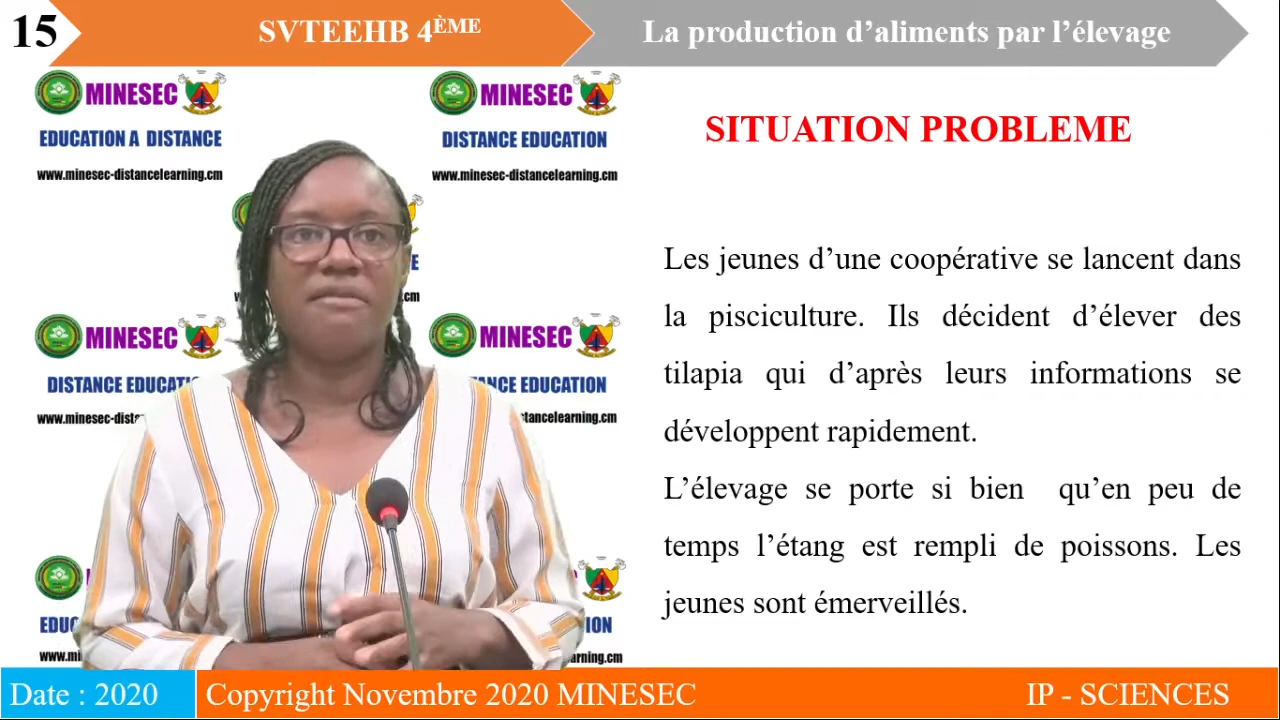 15
SVTEEHB 4ÈME
La production d’aliments par l’élevage
MINESEC
EDUCATION A DISTANCE
www.minesec-distancelearning.cm
MINESEC
DISTANCE EDUCATION
www.minesec-distancelearning.cm
SITUATION PROBLEME
Les jeunes d’une coopérative se lancent dans
la pisciculture. Ils décident d’élever des
tilapia qui d’après leurs informations se
développent rapidement.
L’élevage se porte si bien qu’en peu de
temps l’étang est rempli de poissons. Les
jeunes sont émerveillés.
MINESEC
DISTANCE
MINESEC
EDUCATION
Date : 2020
Copyright Novembre 2020 MINESEC
IP - SCIENCES